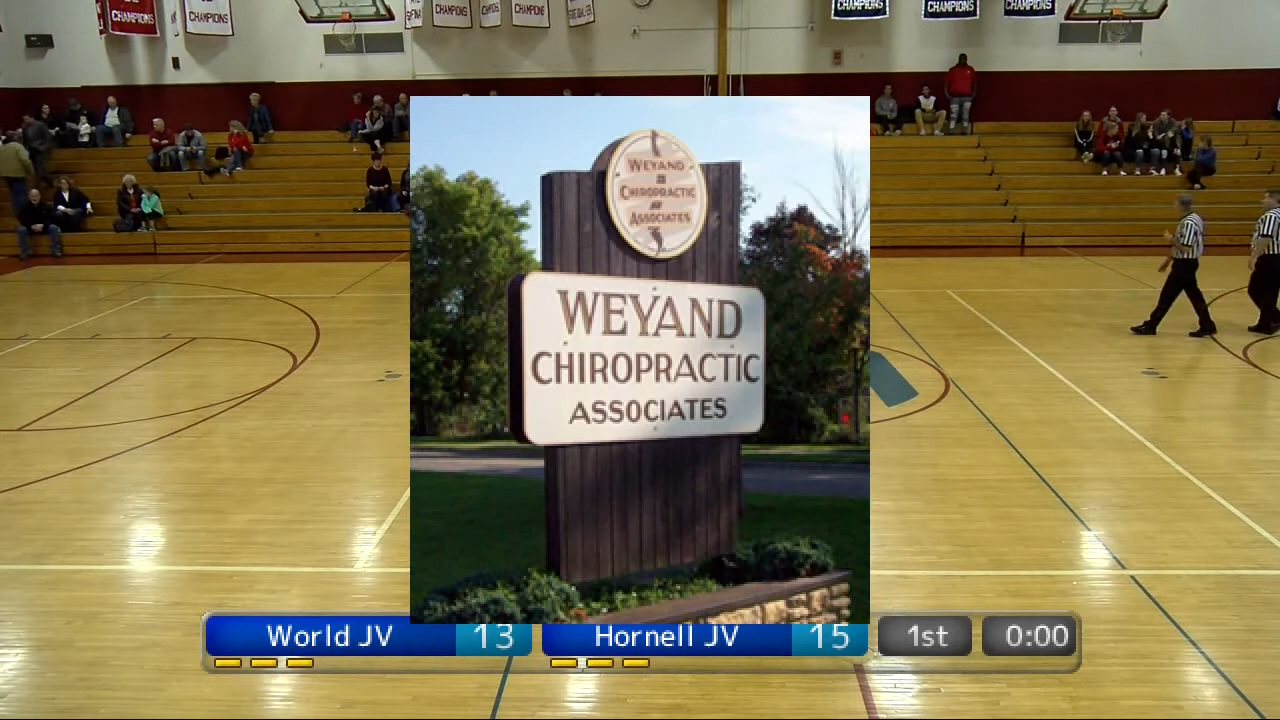 CHAMPIONS
CHAMPIONS
CHAMPIONS
CHAMPIONS
CHAMPIONS
CHAMPIONS
CHAMPIONS
WEYAND
CHIROPRACTIC
ASSOCIATES
WEYAND
CHIROPRACTIC
ASSOCIATES
World JV 13 Hornell JV 15 1st 0:00